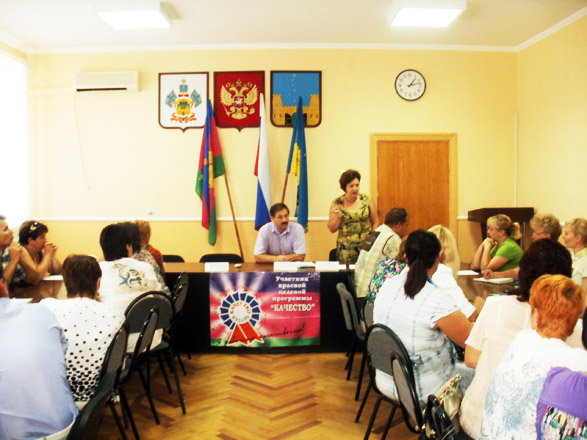 Участник
краевой
целевой
программы
"КАЧЕСТВО"